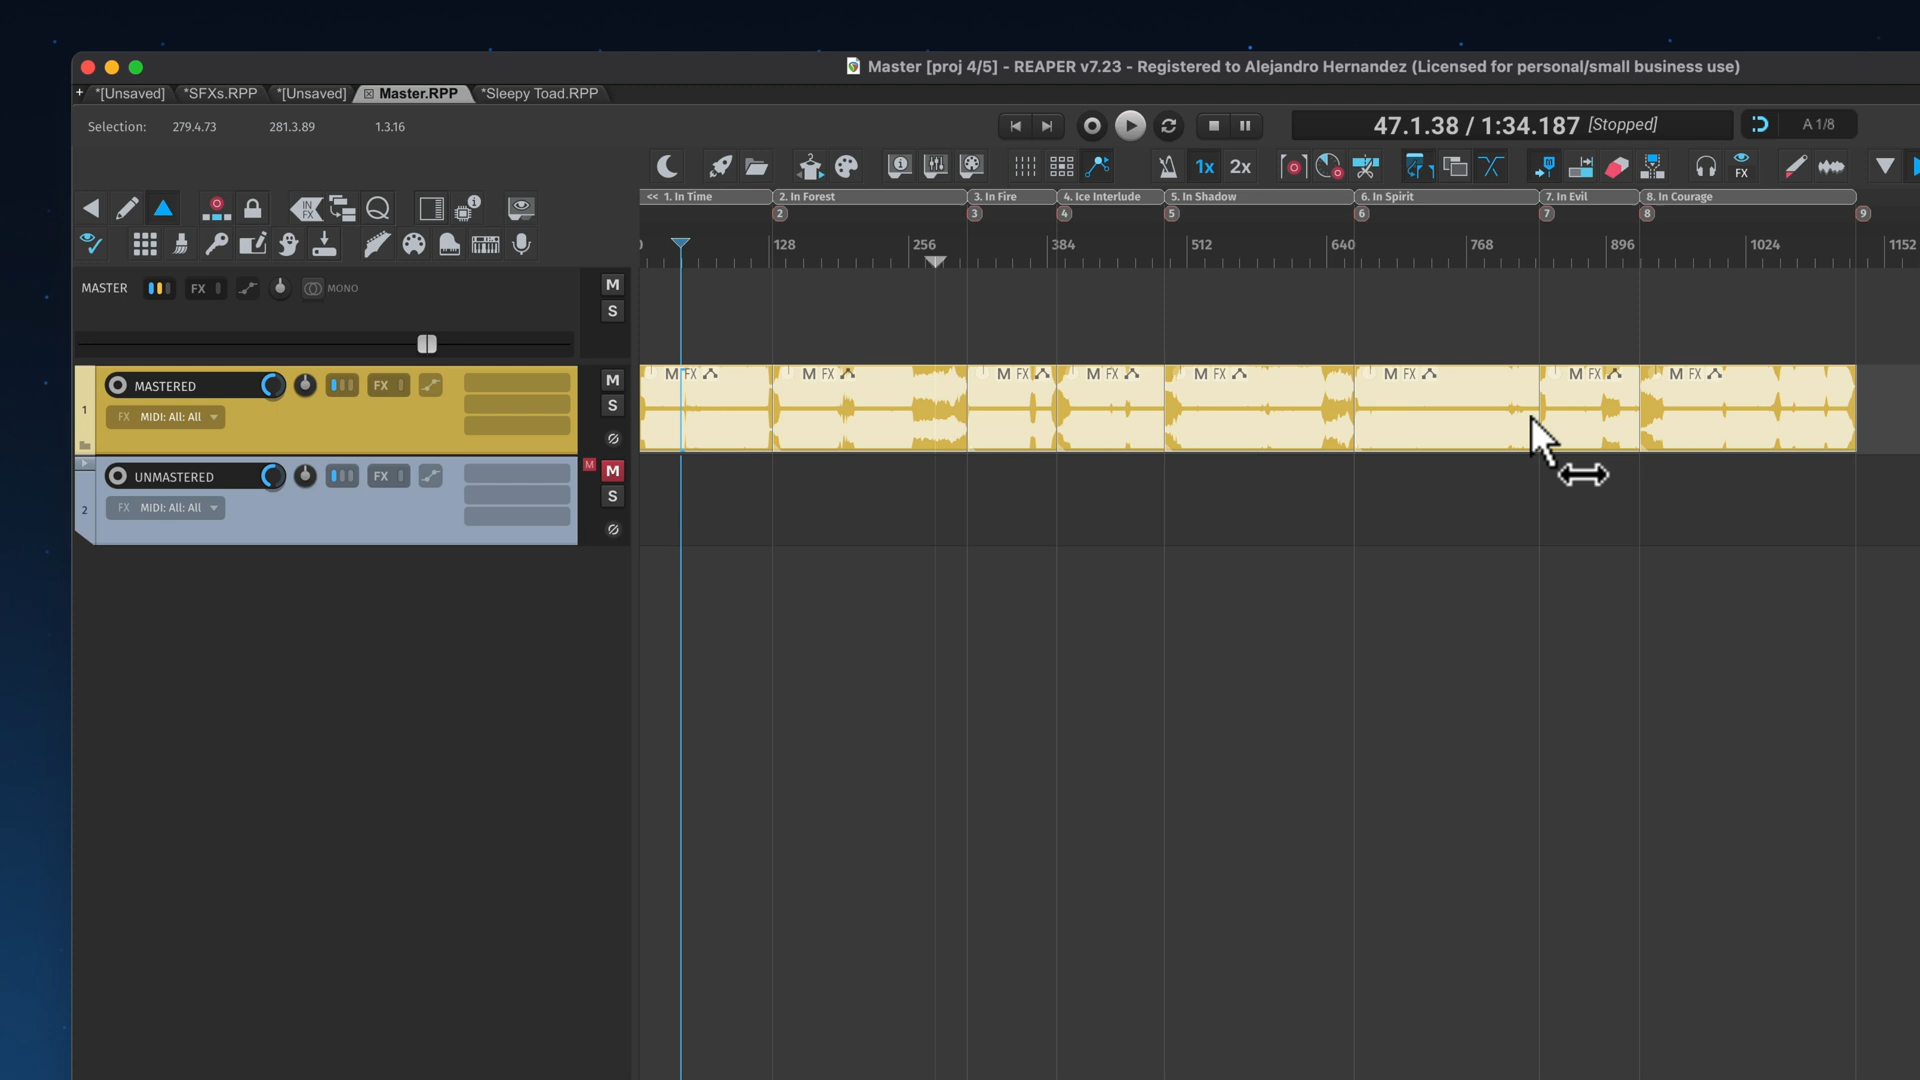 Master [proj 4/5] - REAPER v7.23 - Registered to Alejandro Hernandez (Licensed for personal/small business use)
+ *[Unsaved] *SFXs.RPP *[Unsaved] Master.RPP *Sleepy Toad.RPP
Selection: 279.4.73 281.3.89 1.3.16
47.1.38 / 1:34.187 [Stopped]
A 1/8
1x 2x
FX
<< 1. In Time 2. In Forest 3. In Fire 4. Ice Interlude 5. In Shadow 6. In Spirit 7. In Evil 8. In Courage
2 3 4 5 6 7 8 9
IN FX
128 256 384 512 640 768 896 1024 1152
MASTER FX MONO
M
S
M FX M FX M FX M FX M FX M FX M FX M FX
1 MASTERED FX
M
S
FX MIDI: All: All
2 UNMASTERED FX
M M
S
FX MIDI: All: All